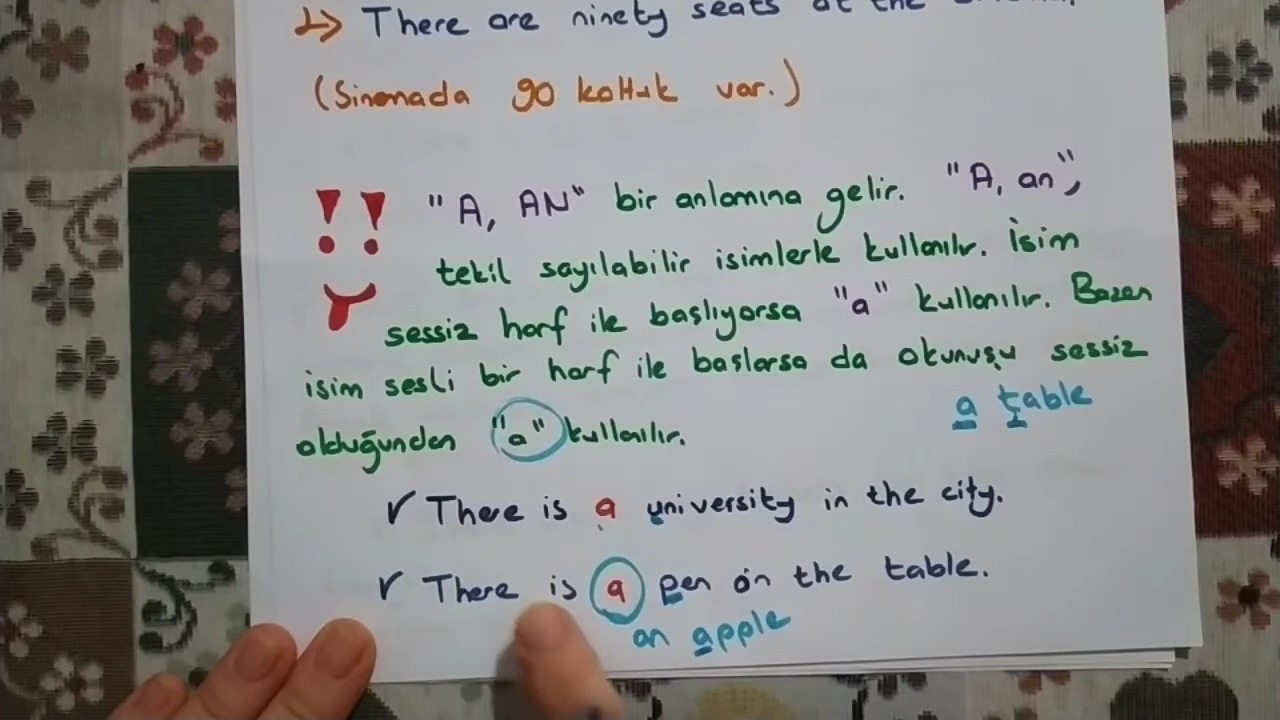 ↳> There are ninety seats at the
(Sinemada 90 koltuk var.)
!! "A, AN" bir anlamına gelir. "A, an",
tekil sayılabilir isimlerle kullanılır. İsim
sessiz harf ile başlıyorsa "a" kullanılır. Bazen
isim sesli bir harf ile başlarsa da okunuşu sessiz
olduğundan "a" kullanılır.
a table
✓ There is a university in the city.
✓ There is a pen on the table.
an apple